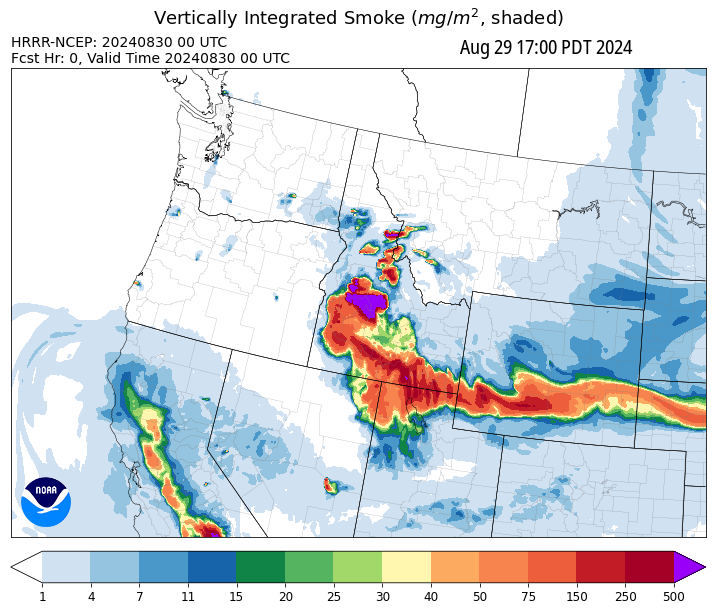 Vertically Integrated Smoke (mg/m², shaded)
HRRR-NCEP: 20240830 00 UTC
Fcst Hr: 0, Valid Time 20240830 00 UTC
Aug 29 17:00 PDT 2024
NOAA
1 4 7 11 15 20 25 30 40 50 75 150 250 500